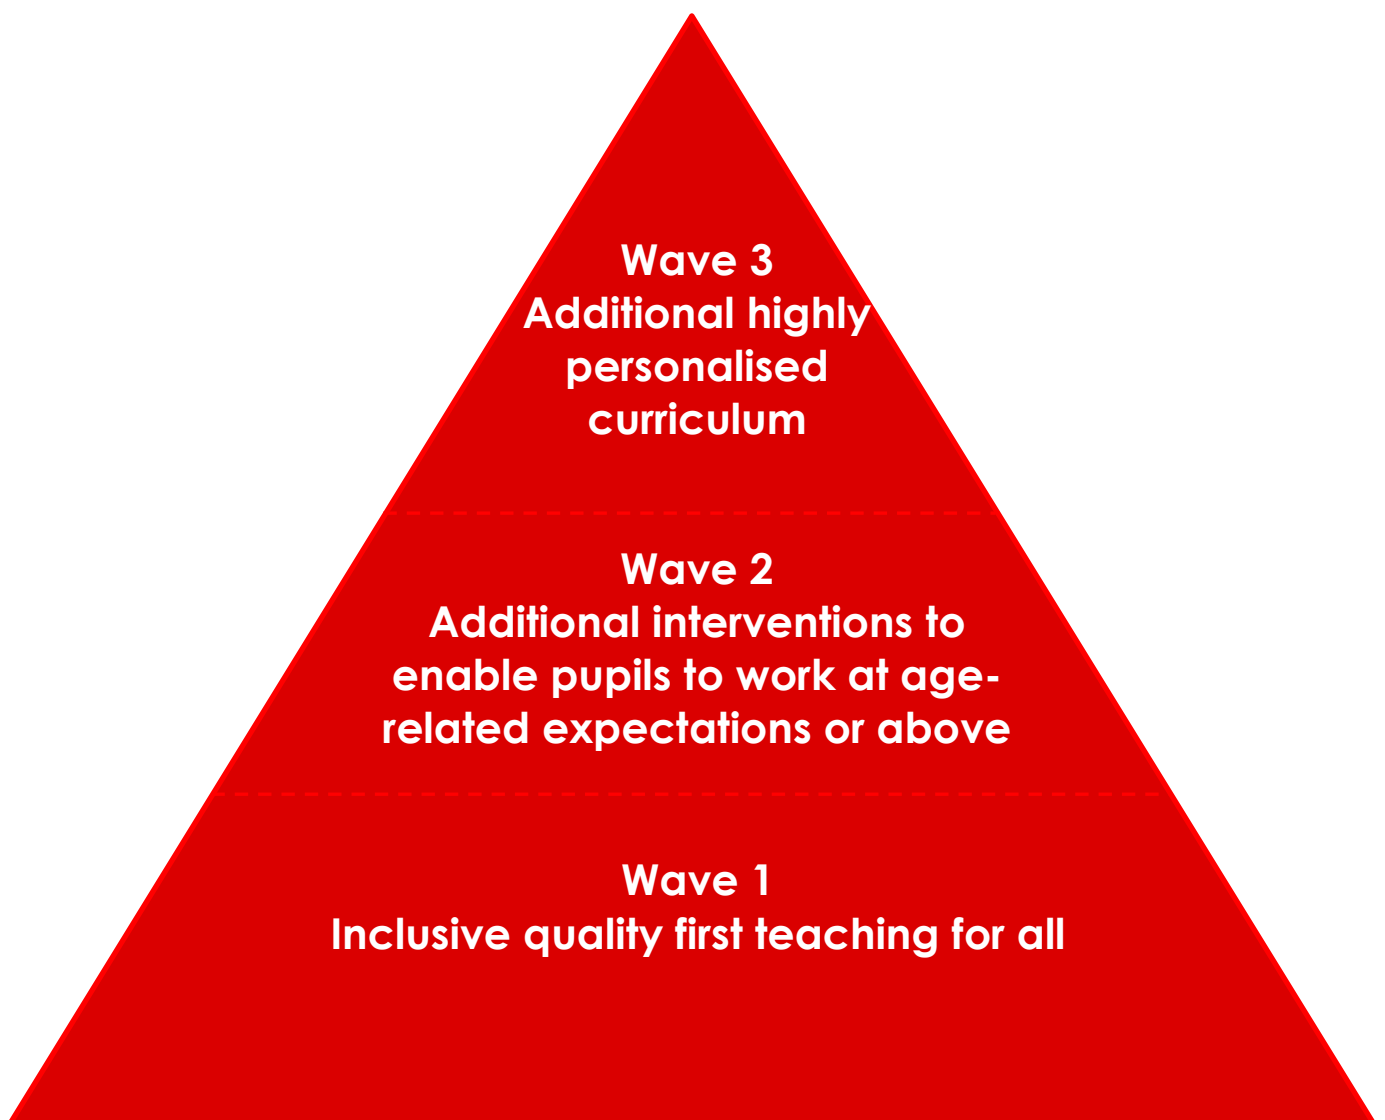 Wave 3
Additional highly
personalised
curriculum
Wave 2
Additional interventions to
enable pupils to work at age-
related expectations or above
Wave 1
Inclusive quality first teaching for all